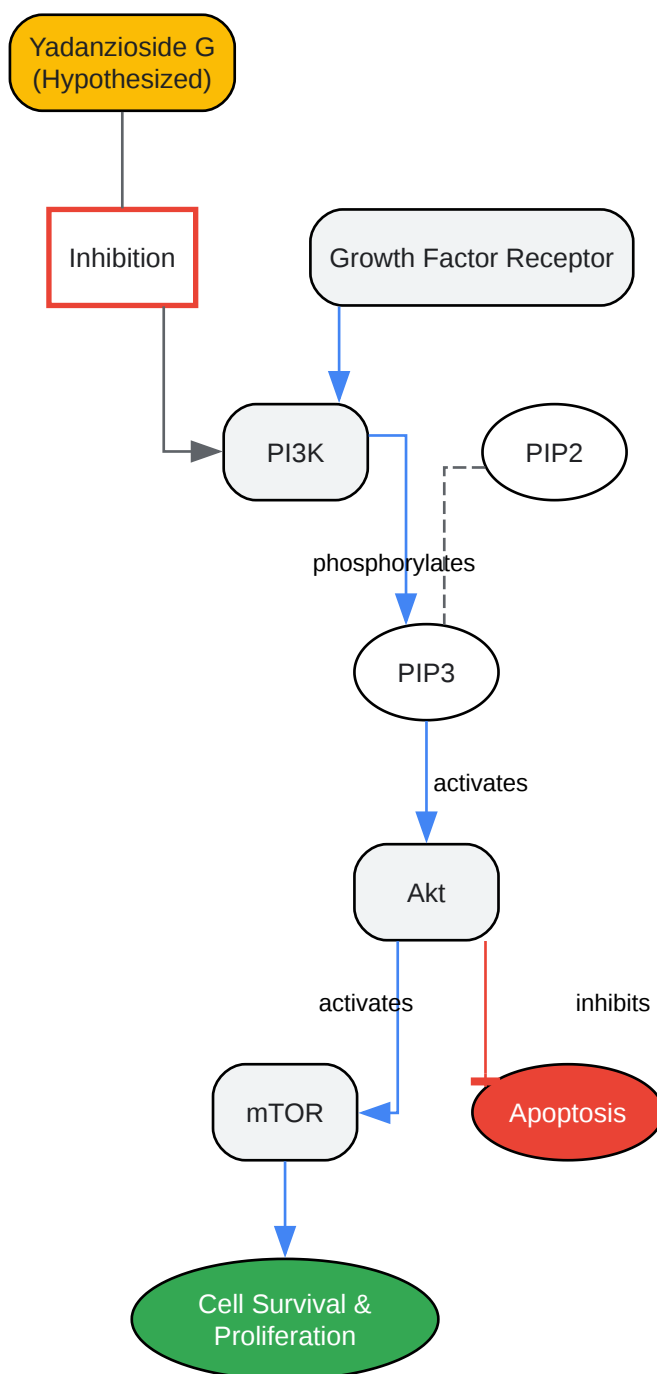 Yadanzioside G
(Hypothesized)
Inhibition
Growth Factor Receptor
PI3K
PIP2
phosphorylates
PIP3
activates
Akt
activates
inhibits
mTOR
Apoptosis
Cell Survival &
Proliferation